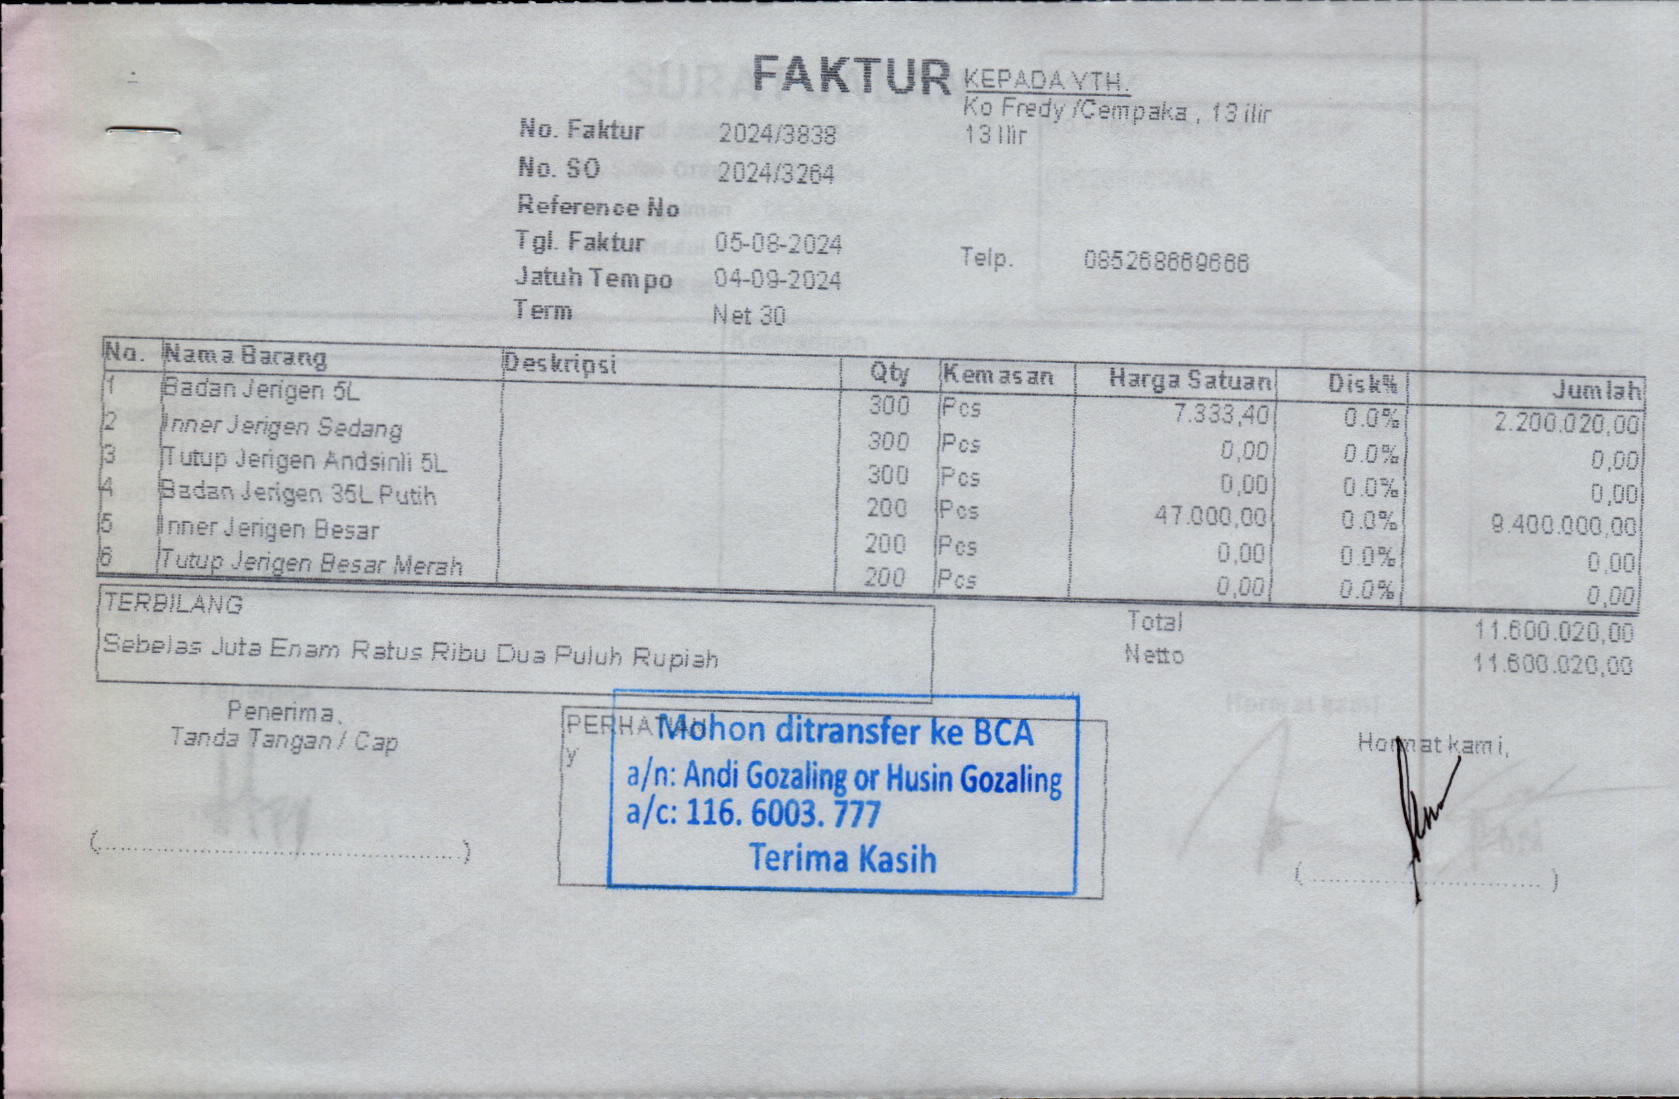 FAKTUR
KEPADA YTH.
Ko Fredy /Cempaka , 13 ilir
13 Ilir
No. Faktur 2024/3838
No. SO 2024/3264
Reference No
Tgl. Faktur 05-08-2024
Jatuh Tempo 04-09-2024
Term Net 30
Telp. 085268669666
No. Nama Barang Deskripsi Qty Kemasan Harga Satuan Disk% Jumlah
1 Badan Jerigen 5L 300 Pcs 7.333,40 0.0% 2.200.020,00
2 Inner Jerigen Sedang 300 Pcs 0,00 0.0% 0,00
3 Tutup Jerigen Andsinli 5L 300 Pcs 0,00 0.0% 0,00
4 Badan Jerigen 35L Putih 200 Pcs 47.000,00 0.0% 9.400.000,00
5 Inner Jerigen Besar 200 Pcs 0,00 0.0% 0,00
6 Tutup Jerigen Besar Merah 200 Pcs 0,00 0.0% 0,00
TERBILANG
Sebelas Juta Enam Ratus Ribu Dua Puluh Rupiah
Total 11.600.020,00
Netto 11.600.020,00
Penerima,
Tanda Tangan / Cap
PERHATIAN
y
Mohon ditransfer ke BCA
a/n: Andi Gozaling or Husin Gozaling
a/c: 116. 6003. 777
Terima Kasih
Hormat kami,